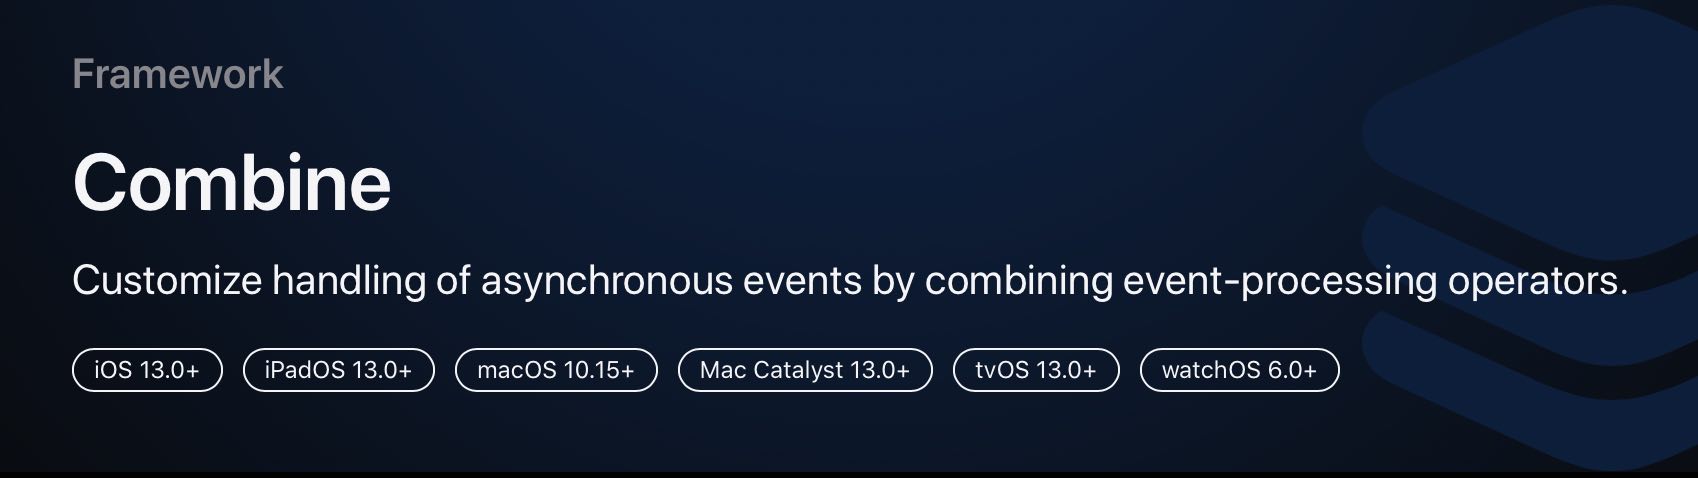 Framework
Combine
Customize handling of asynchronous events by combining event-processing operators.
iOS 13.0+ iPadOS 13.0+ macOS 10.15+ Mac Catalyst 13.0+ tvOS 13.0+ watchOS 6.0+